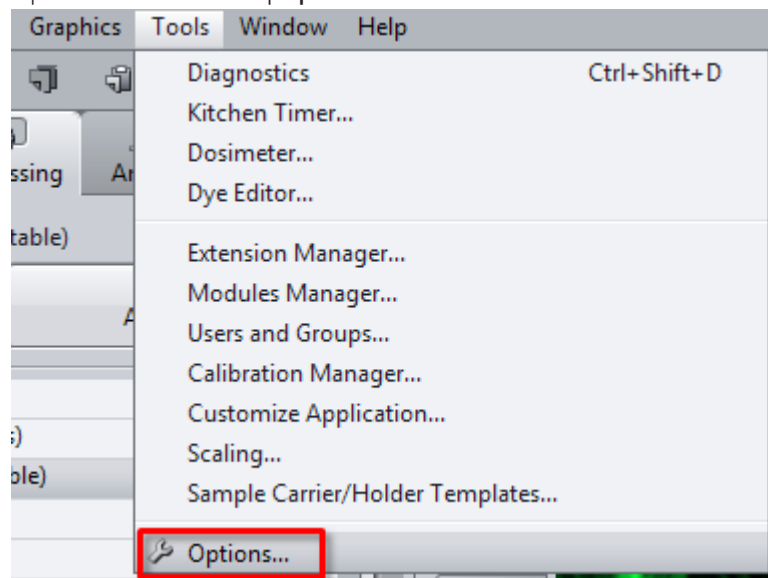 Graphics Tools Window Help
Diagnostics Ctrl+Shift+D
Kitchen Timer...
Dosimeter...
ssing Ar
Dye Editor...
table)
Extension Manager...
Modules Manager...
A
Users and Groups...
Calibration Manager...
Customize Application...
s)
Scaling...
ble)
Sample Carrier/Holder Templates...
Options...